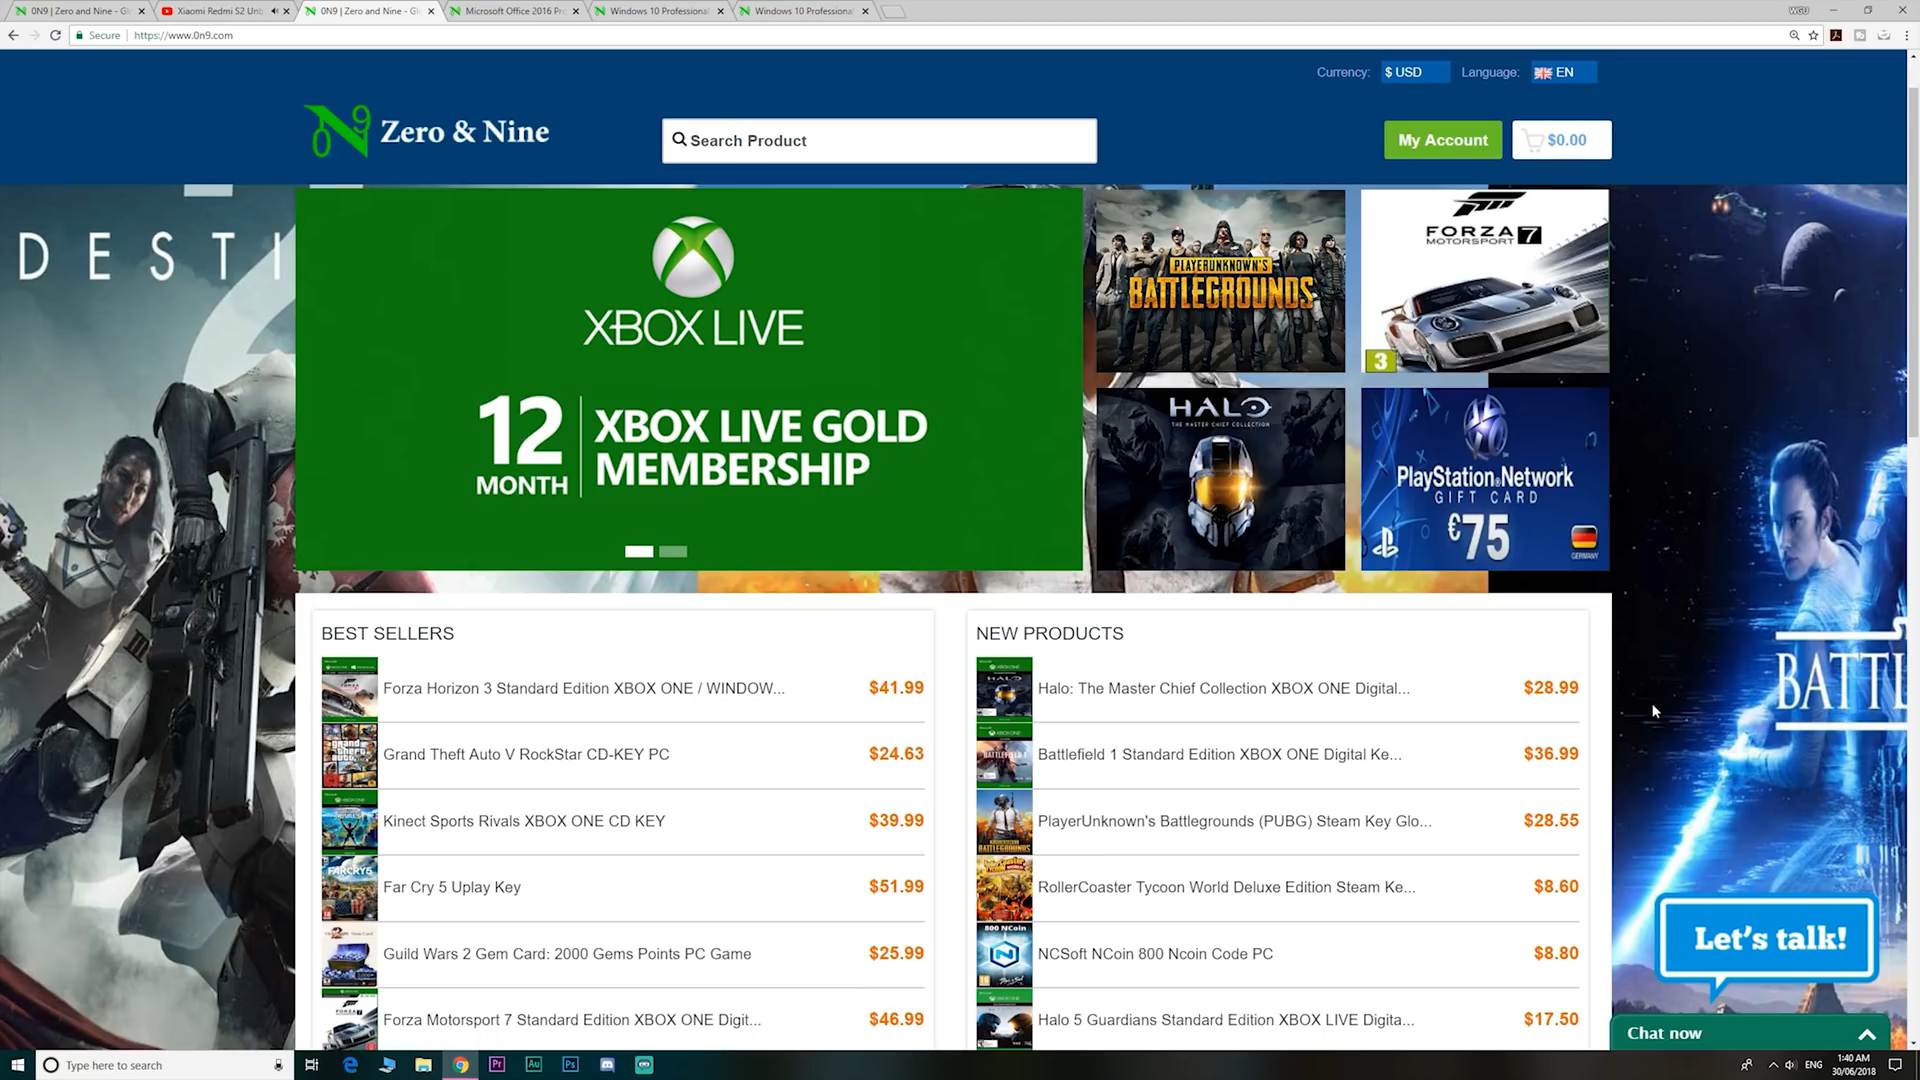 0N9 | Zero and Nine - Gl
Xiaomi Redmi S2 Unb
0N9 | Zero and Nine - Gl
Microsoft Office 2016 Pr
Windows 10 Professional
Windows 10 Professional
WGU
Secure
https://www.0n9.com
Currency:
$ USD
Language:
EN
Zero & Nine
Search Product
My Account
$0.00
DESTI
XBOX LIVE
12 MONTH
XBOX LIVE GOLD
MEMBERSHIP
PLAYERUNKNOWN'S
BATTLEGROUNDS
FORZA
MOTORSPORT 7
3
HALO
THE MASTER CHIEF COLLECTION
PlayStation Network
GIFT CARD
€75
GERMANY
BATTL
BEST SELLERS
Forza Horizon 3 Standard Edition XBOX ONE / WINDOW... $41.99
Grand Theft Auto V RockStar CD-KEY PC $24.63
Kinect Sports Rivals XBOX ONE CD KEY $39.99
Far Cry 5 Uplay Key $51.99
Guild Wars 2 Gem Card: 2000 Gems Points PC Game $25.99
Forza Motorsport 7 Standard Edition XBOX ONE Digit... $46.99
NEW PRODUCTS
Halo: The Master Chief Collection XBOX ONE Digital... $28.99
Battlefield 1 Standard Edition XBOX ONE Digital Ke... $36.99
PlayerUnknown's Battlegrounds (PUBG) Steam Key Glo... $28.55
RollerCoaster Tycoon World Deluxe Edition Steam Ke... $8.60
NCSoft NCoin 800 Ncoin Code PC $8.80
Halo 5 Guardians Standard Edition XBOX LIVE Digita... $17.50
Let's talk!
Chat now
Type here to search
Pr
Au
Ps
ENG
1:40 AM
30/06/2018